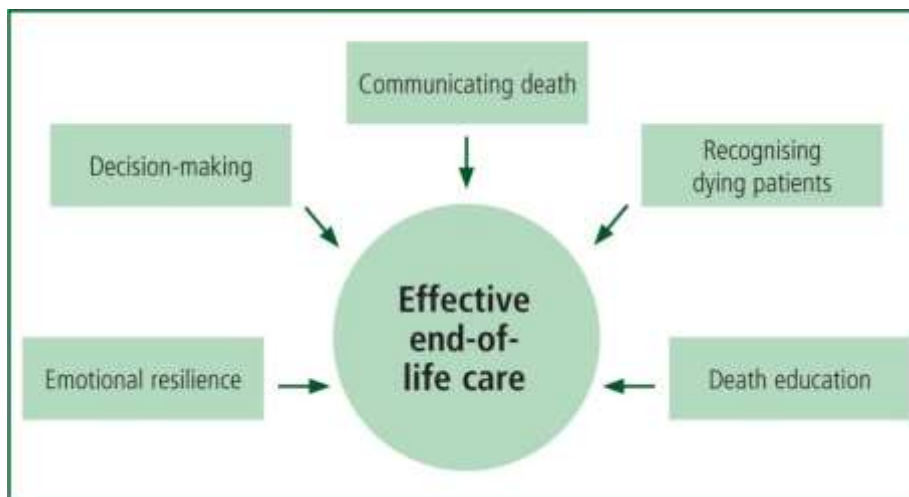 Communicating death
Decision-making
Recognising
dying patients
Effective
end-of-
life care
Emotional resilience
Death education